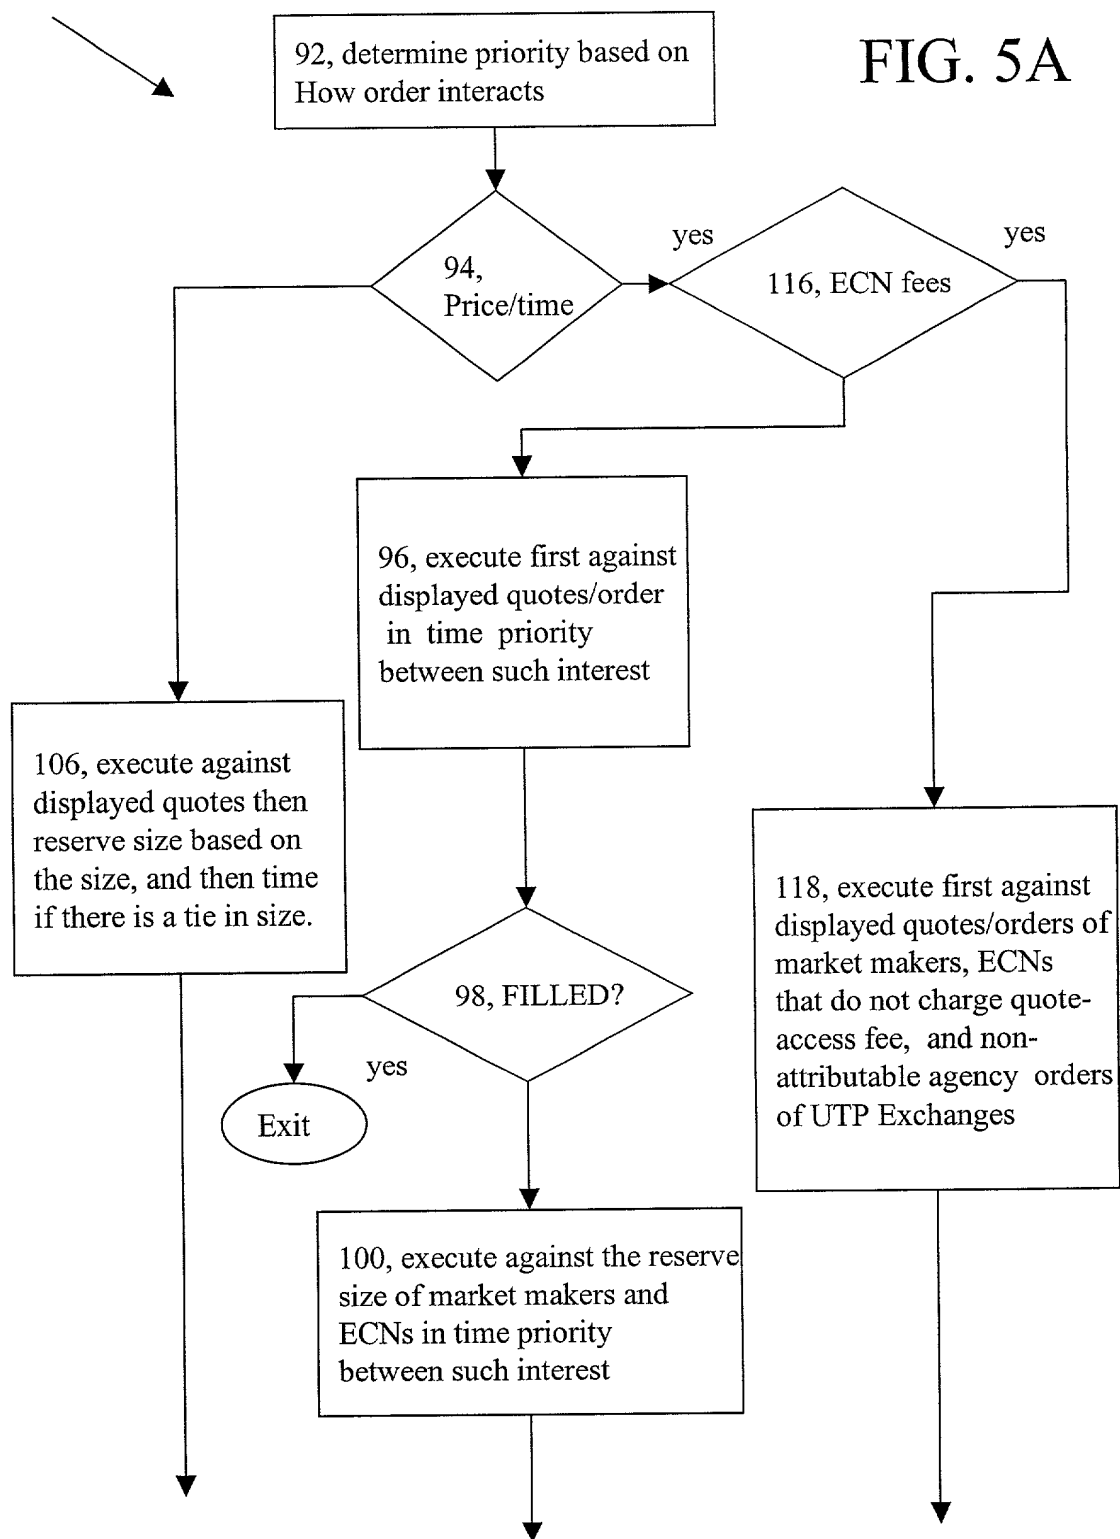 FIG. 5A
92, determine priority based on
How order interacts
94,
Price/time
yes
116, ECN fees
yes
96, execute first against
displayed quotes/order
in time priority
between such interest
106, execute against
displayed quotes then
reserve size based on
the size, and then time
if there is a tie in size.
118, execute first against
displayed quotes/orders of
market makers, ECNs
that do not charge quote-
access fee, and non-
attributable agency orders
of UTP Exchanges
98, FILLED?
yes
Exit
100, execute against the reserve
size of market makers and
ECNs in time priority
between such interest